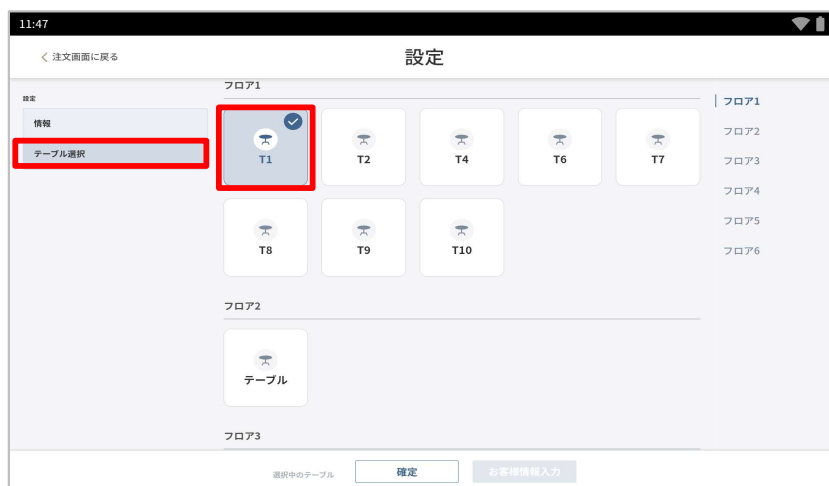 11:47
注文画面に戻る
設定
設定
情報
テーブル選択
フロア1
T1
T2
T4
T6
T7
T8
T9
T10
フロア2
テーブル
フロア3
フロア1
フロア2
フロア3
フロア4
フロア5
フロア6
選択中のテーブル
確定
お客様情報入力